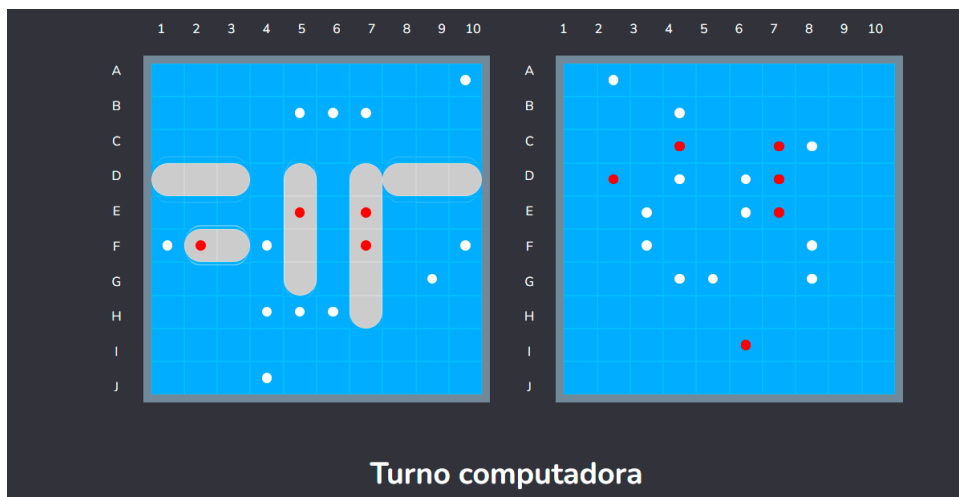 1 2 3 4 5 6 7 8 9 10 1 2 3 4 5 6 7 8 9 10
A A
B B
C C
D D
E E
F F
G G
H H
I I
J J
Turno computadora